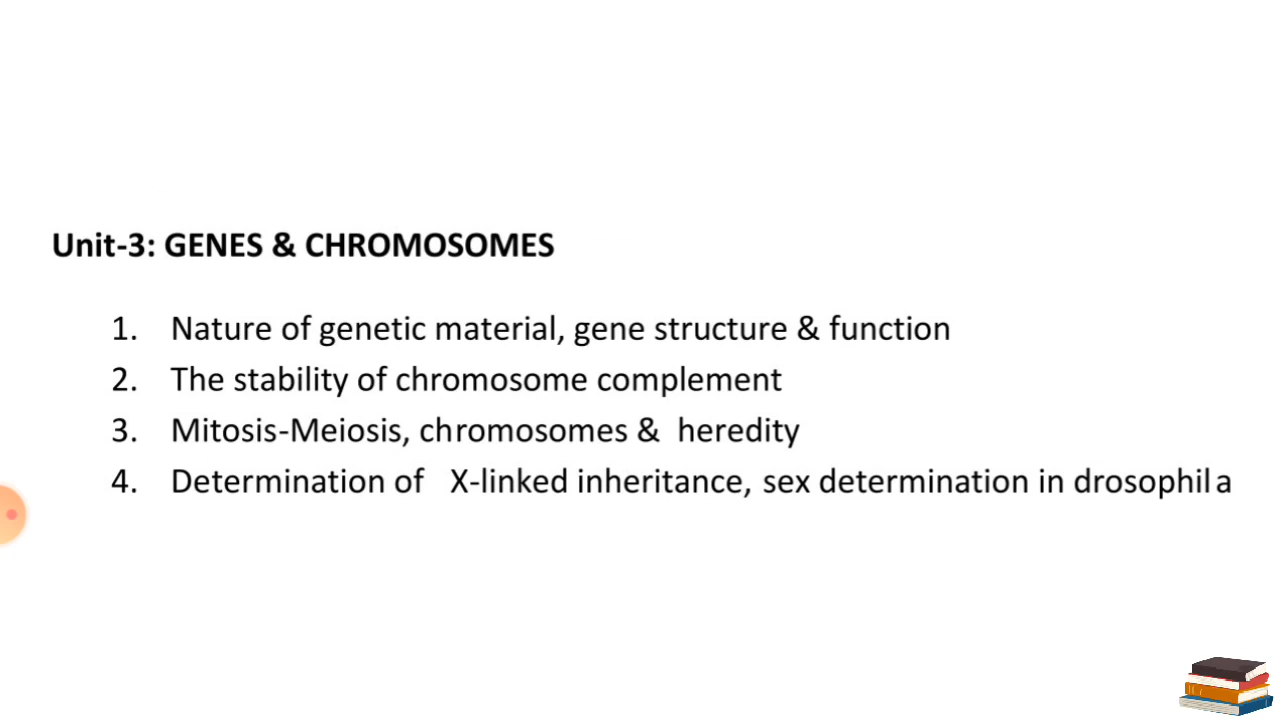 Unit-3: GENES & CHROMOSOMES
1. Nature of genetic material, gene structure & function
2. The stability of chromosome complement
3. Mitosis-Meiosis, chromosomes & heredity
4. Determination of X-linked inheritance, sex determination in drosophila